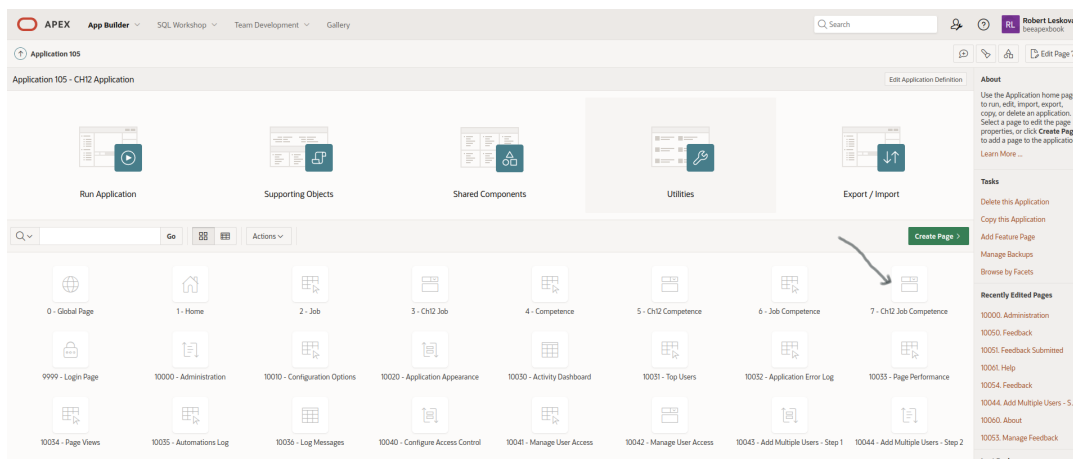 APEX App Builder SQL Workshop Team Development Gallery Search Robert Leskova
RL beeapexbook
Application 105 Edit Page
Application 105 - CH12 Application Edit Application Definition
About
Use the Application home pag
to run, edit, import, export,
copy, or delete an application.
Select a page to edit the page
properties, or click Create Pag
to add a page to the applicatio
Learn More ...
Run Application Supporting Objects Shared Components Utilities Export / Import
Tasks
Delete this Application
Copy this Application
Add Feature Page
Manage Backups
Browse by Facets
Go Actions Create Page >
0 - Global Page 1 - Home 2 - Job 3 - Ch12 Job 4 - Competence 5 - Ch12 Competence 6 - Job Competence 7 - Ch12 Job Competence
9999 - Login Page 10000 - Administration 10010 - Configuration Options 10020 - Application Appearance 10030 - Activity Dashboard 10031 - Top Users 10032 - Application Error Log 10033 - Page Performance
10034 - Page Views 10035 - Automations Log 10036 - Log Messages 10040 - Configure Access Control 10041 - Manage User Access 10042 - Manage User Access 10043 - Add Multiple Users - Step 1 10044 - Add Multiple Users - Step 2
Recently Edited Pages
10000. Administration
10050. Feedback
10051. Feedback Submitted
10061. Help
10054. Feedback
10044. Add Multiple Users - S...
10060. About
10053. Manage Feedback